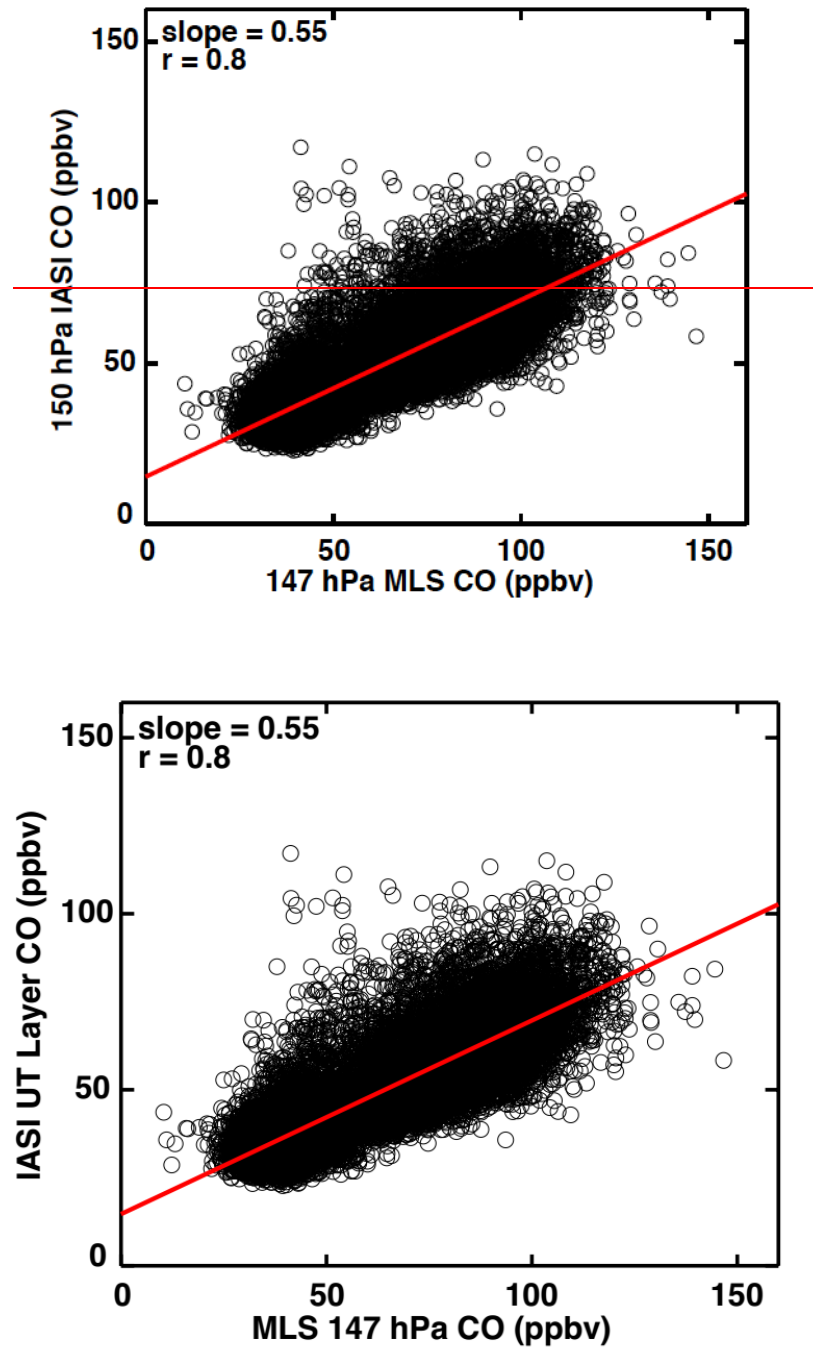 slope = 0.55
r = 0.8
150
100
50
0
150 hPa IASI CO (ppbv)
0 50 100 150
147 hPa MLS CO (ppbv)
slope = 0.55
r = 0.8
150
100
50
0
IASI UT Layer CO (ppbv)
0 50 100 150
MLS 147 hPa CO (ppbv)